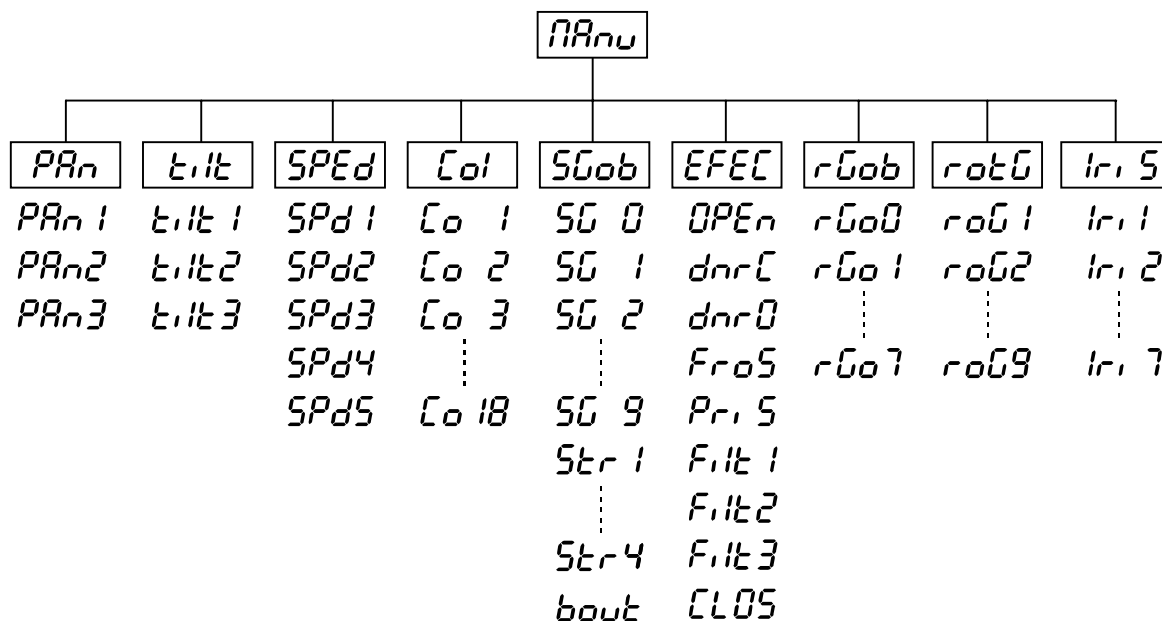 MAnu
PAn tilt SPEd Col SGob EFEC rGob rotG Iri S
PAn 1 tilt 1 SPd 1 Co 1 SG 0 OPEn rGo0 roG 1 Iri 1
PAn2 tilt2 SPd2 Co 2 SG 1 dnrC rGo 1 roG2 Iri 2
PAn3 tilt3 SPd3 Co 3 SG 2 dnrO
SPd4 FroS rGo7 roG9 Iri 7
SPd5 Co 18 SG 9 Pri S
Str 1 Filt 1
Filt2
Str4 Filt3
bout CLOS